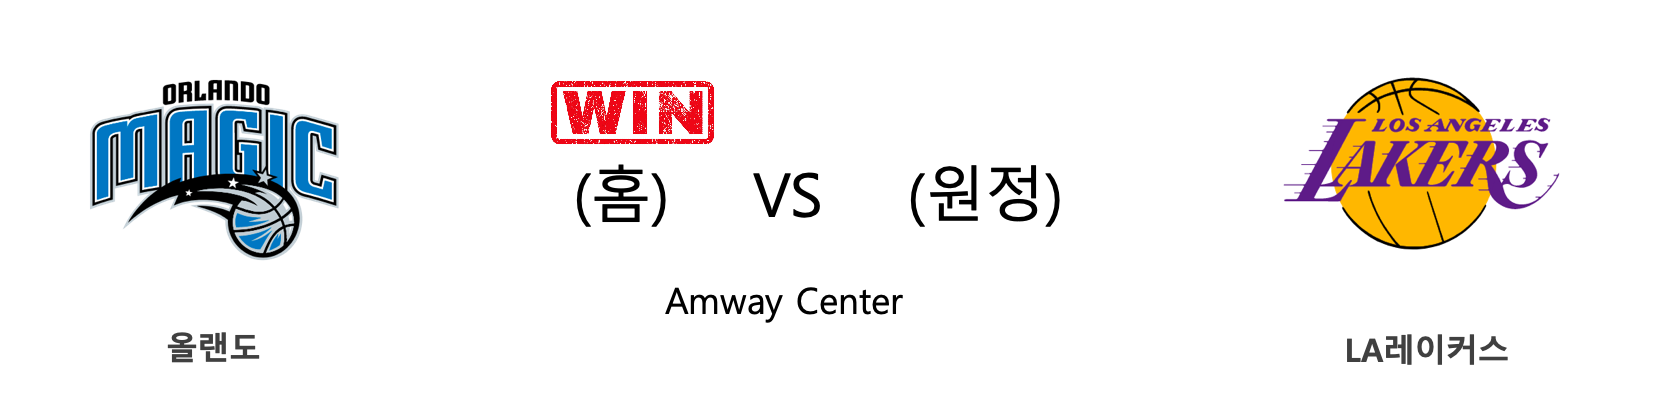 ORLANDO
MAGIC
WIN
(홈) VS (원정)
Amway Center
LOS ANGELES
LAKERS
올랜도
LA레이커스